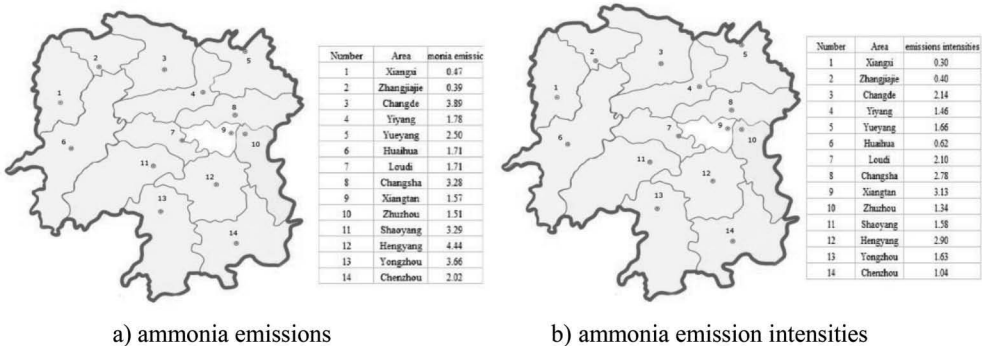 Number Area monia emissic
1 Xiangxi 0.47
2 Zhangjiajie 0.39
3 Changde 3.89
4 Yiyang 1.78
5 Yueyang 2.50
6 Huaihua 1.71
7 Loudi 1.71
8 Changsha 3.28
9 Xiangtan 1.57
10 Zhuzhou 1.51
11 Shaoyang 3.29
12 Hengyang 4.44
13 Yongzhou 3.66
14 Chenzhou 2.02
2
3
5
4
1
8
7
9
6
10
11
12
13
14
a) ammonia emissions
Number Area emissions intensities
1 Xiangxi 0.30
2 Zhangjiajie 0.40
3 Changde 2.14
4 Yiyang 1.46
5 Yueyang 1.66
6 Huaihua 0.62
7 Loudi 2.10
8 Changsha 2.78
9 Xiangtan 3.13
10 Zhuzhou 1.34
11 Shaoyang 1.58
12 Hengyang 2.90
13 Yongzhou 1.63
14 Chenzhou 1.04
2
3
5
4
1
8
7
9
6
10
11
12
13
14
b) ammonia emission intensities